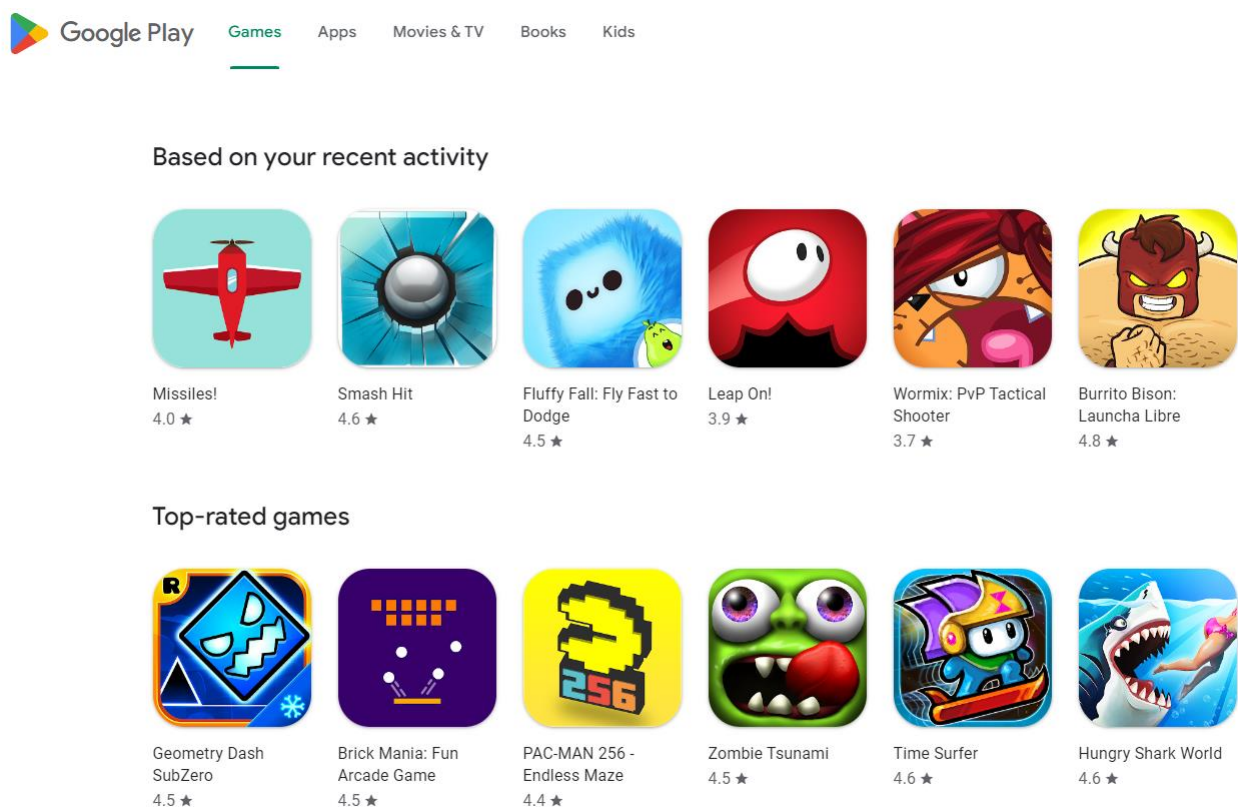 Google Play Games Apps Movies & TV Books Kids
Based on your recent activity
Missiles!
4.0 ★
Smash Hit
4.6 ★
Fluffy Fall: Fly Fast to
Dodge
4.5 ★
Leap On!
3.9 ★
Wormix: PvP Tactical
Shooter
3.7 ★
Burrito Bison:
Launcha Libre
4.8 ★
Top-rated games
R
Geometry Dash
SubZero
4.5 ★
Brick Mania: Fun
Arcade Game
4.5 ★
256
PAC-MAN 256 -
Endless Maze
4.4 ★
Zombie Tsunami
4.5 ★
Time Surfer
4.6 ★
Hungry Shark World
4.6 ★